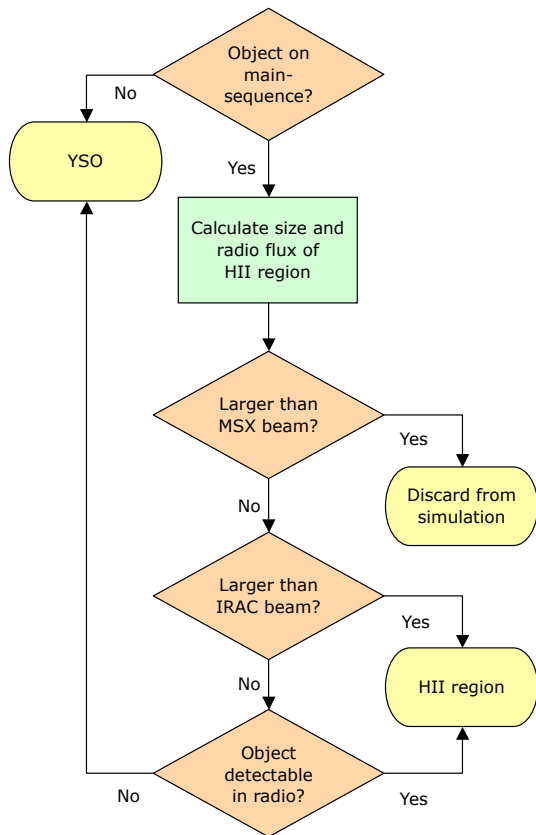 Object on
main-
sequence?
No
YSO
Yes
Calculate size and
radio flux of
HII region
Larger than
MSX beam?
Yes
Discard from
simulation
No
Larger than
IRAC beam?
Yes
HII region
No
Object
detectable
in radio?
No
Yes